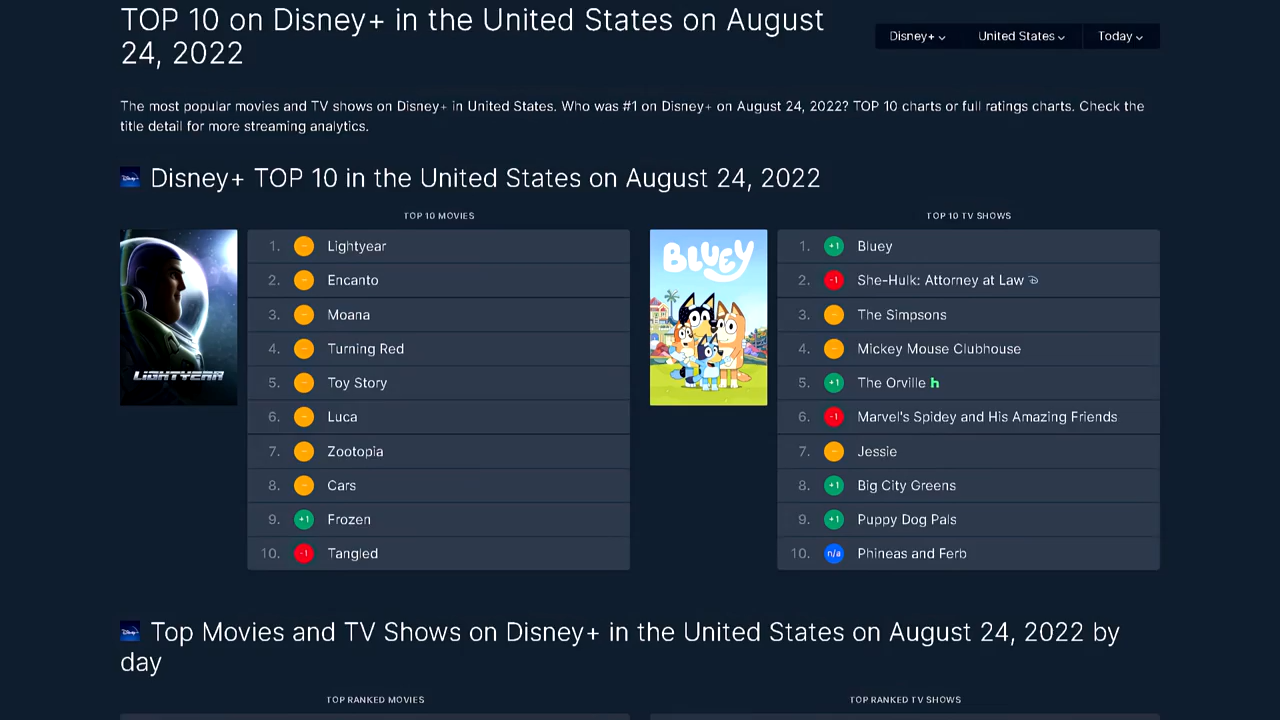 TOP 10 on Disney+ in the United States on August
24, 2022
Disney+
United States
Today
The most popular movies and TV shows on Disney+ in United States. Who was #1 on Disney+ on August 24, 2022? TOP 10 charts or full ratings charts. Check the
title detail for more streaming analytics.
Disney+
Disney+ TOP 10 in the United States on August 24, 2022
TOP 10 MOVIES
LIGHTYEAR
1. – Lightyear
2. – Encanto
3. – Moana
4. – Turning Red
5. – Toy Story
6. – Luca
7. – Zootopia
8. – Cars
9. +1 Frozen
10. -1 Tangled
TOP 10 TV SHOWS
BLUEY
1. +1 Bluey
2. -1 She-Hulk: Attorney at Law
3. – The Simpsons
4. – Mickey Mouse Clubhouse
5. +1 The Orville h
6. -1 Marvel's Spidey and His Amazing Friends
7. – Jessie
8. +1 Big City Greens
9. +1 Puppy Dog Pals
10. n/a Phineas and Ferb
Disney+
Top Movies and TV Shows on Disney+ in the United States on August 24, 2022 by
day
TOP RANKED MOVIES
TOP RANKED TV SHOWS